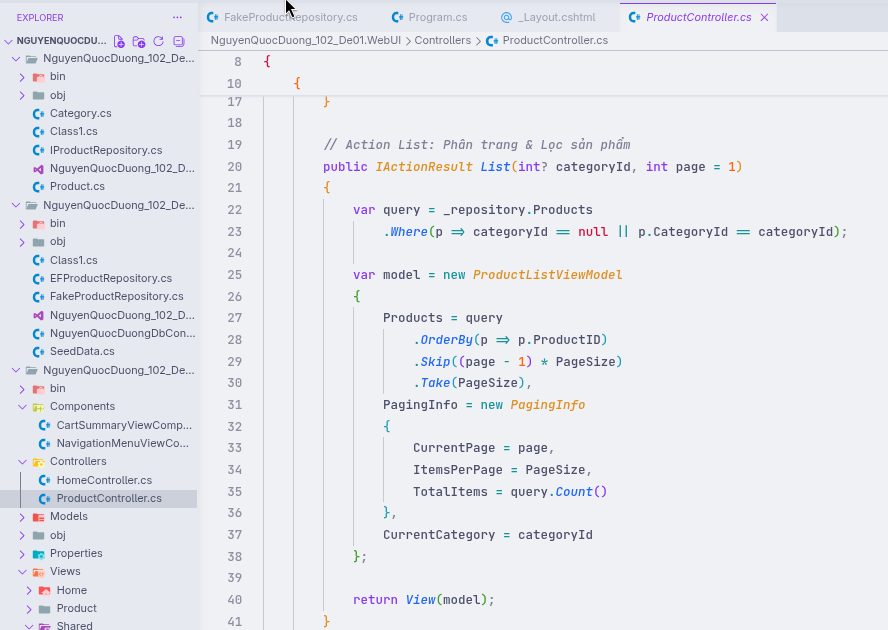 EXPLORER
FakeProductRepository.cs
Program.cs
_Layout.cshtml
ProductController.cs
NGUYENQUOCDU...
NguyenQuocDuong_102_De01.WebUI > Controllers > ProductController.cs
NguyenQuocDuong_102_De...
bin
obj
Category.cs
Class1.cs
IProductRepository.cs
NguyenQuocDuong_102_D...
Product.cs
NguyenQuocDuong_102_De...
bin
obj
Class1.cs
EFProductRepository.cs
FakeProductRepository.cs
NguyenQuocDuong_102_D...
NguyenQuocDuongDbCon...
SeedData.cs
NguyenQuocDuong_102_De...
bin
Components
CartSummaryViewComp...
NavigationMenuViewCo...
Controllers
HomeController.cs
ProductController.cs
Models
obj
Properties
Views
Home
Product
Shared
8 {
10 {
17 }
18
19 // Action List: Phân trang & Lọc sản phẩm
20 public IActionResult List(int? categoryId, int page = 1)
21 {
22 var query = _repository.Products
23 .Where(p => categoryId == null || p.CategoryId == categoryId);
24
25 var model = new ProductListViewModel
26 {
27 Products = query
28 .OrderBy(p => p.ProductID)
29 .Skip((page - 1) * PageSize)
30 .Take(PageSize),
31 PagingInfo = new PagingInfo
32 {
33 CurrentPage = page,
34 ItemsPerPage = PageSize,
35 TotalItems = query.Count()
36 },
37 CurrentCategory = categoryId
38 };
39
40 return View(model);
41 }